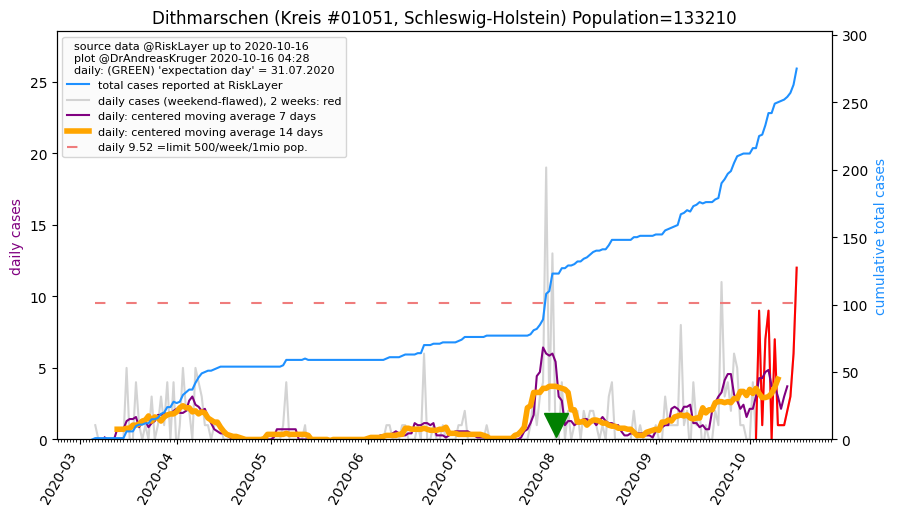 Dithmarschen (Kreis #01051, Schleswig-Holstein) Population=133210
source data @RiskLayer up to 2020-10-16
plot @DrAndreasKruger 2020-10-16 04:28
daily: (GREEN) 'expectation day' = 31.07.2020
total cases reported at RiskLayer
daily cases (weekend-flawed), 2 weeks: red
daily: centered moving average 7 days
daily: centered moving average 14 days
daily 9.52 =limit 500/week/1mio pop.
daily cases
25
20
15
10
5
0
300
250
200
150
100
50
0
cumulative total cases
2020-03
2020-04
2020-05
2020-06
2020-07
2020-08
2020-09
2020-10